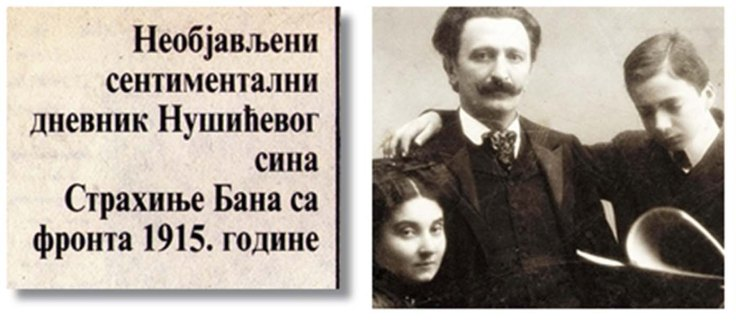 Необјављени
сентиментални
дневник Нушићевог
сина
Страхиње Бана са
фронта 1915. године